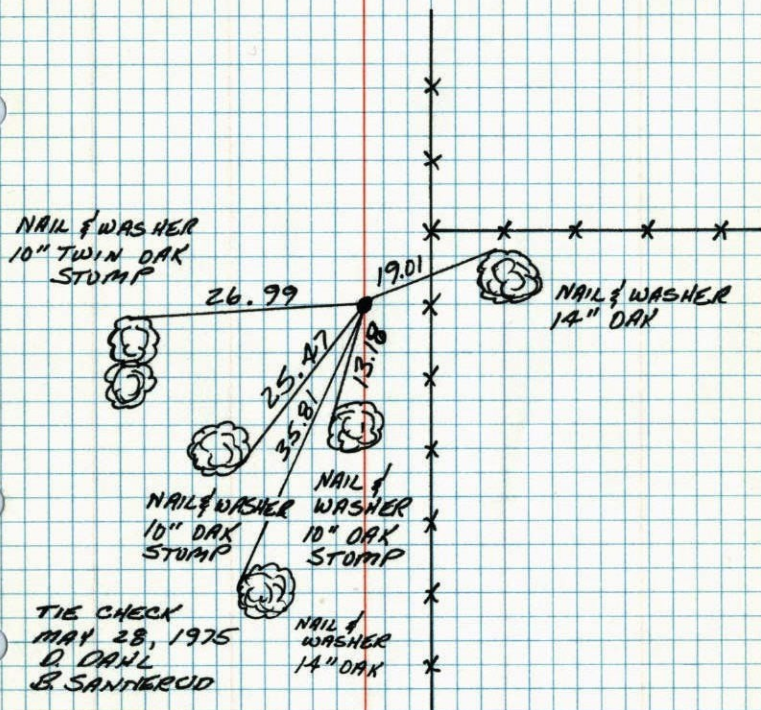 NAIL & WASHER
10" TWIN OAK
STUMP
26.99
19.01
NAIL & WASHER
14" OAK
25.47
35.81
13.18
NAIL & WASHER
10" OAK
STUMP
NAIL &
WASHER
10" OAK
STUMP
NAIL &
WASHER
14" OAK
TIE CHECK
MAY 28, 1975
D. DAHL
B. SANNERUD